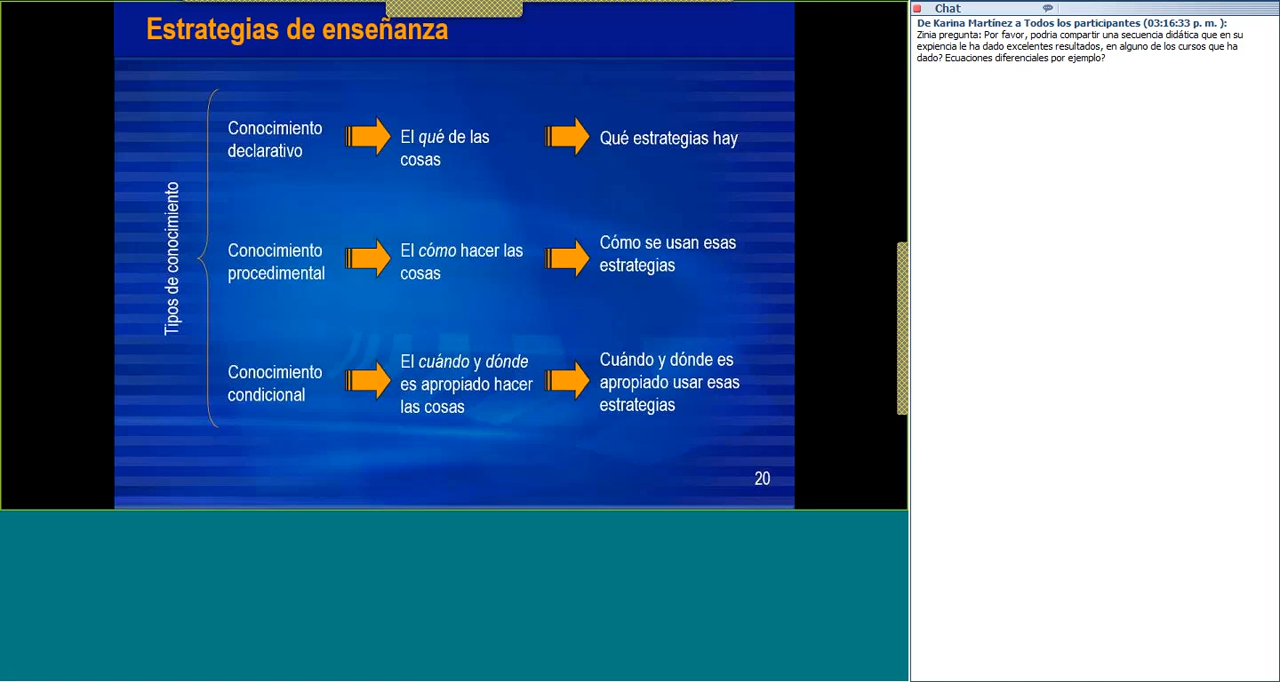 Estrategias de enseñanza
Tipos de conocimiento
Conocimiento
declarativo
El qué de las
cosas
Qué estrategias hay
Conocimiento
procedimental
El cómo hacer las
cosas
Cómo se usan esas
estrategias
Conocimiento
condicional
El cuándo y dónde
es apropiado hacer
las cosas
Cuándo y dónde es
apropiado usar esas
estrategias
20
Chat
De Karina Martínez a Todos los participantes (03:16:33 p. m. ):
Zinia pregunta: Por favor, podria compartir una secuencia didática que en su
expiencia le ha dado excelentes resultados, en alguno de los cursos que ha
dado? Ecuaciones diferenciales por ejemplo?